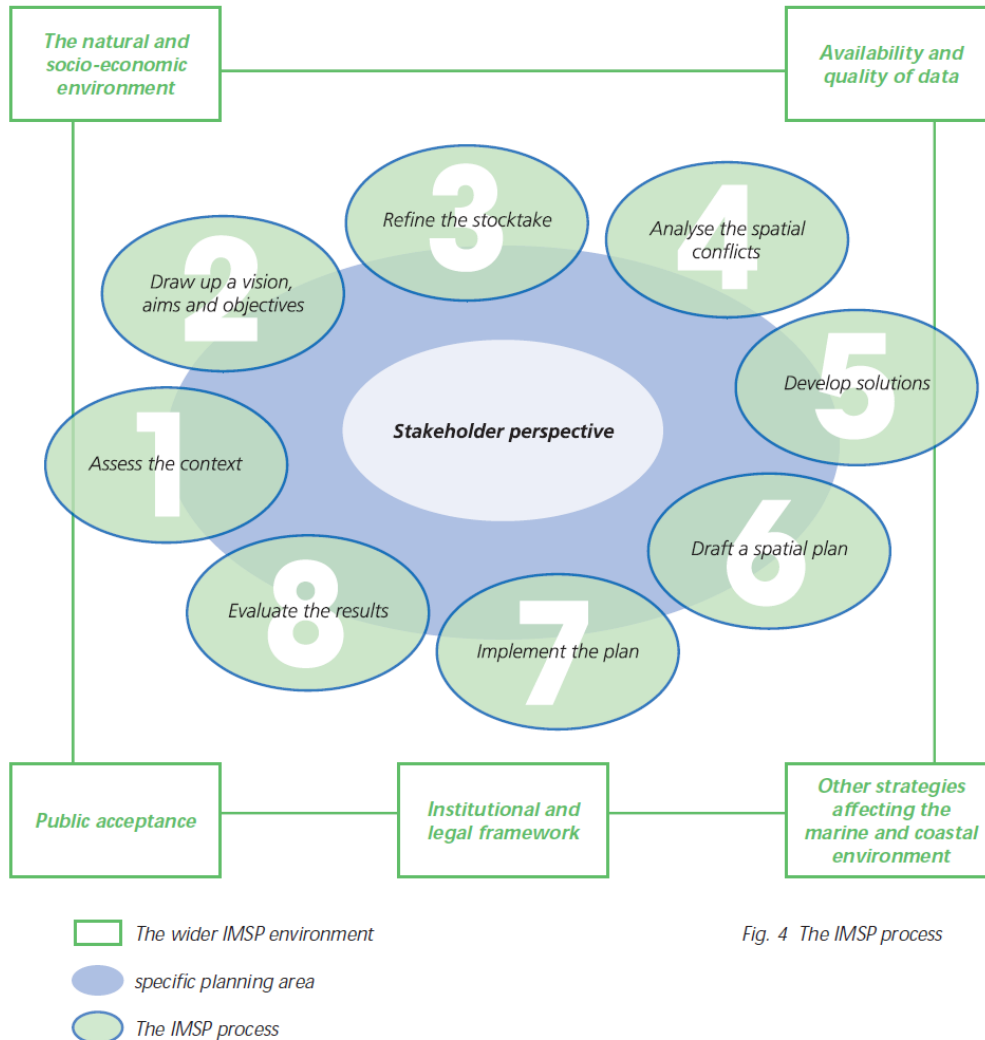 The natural and
socio-economic
environment
Availability and
quality of data
1
Assess the context
2
Draw up a vision,
aims and objectives
3
Refine the stocktake
4
Analyse the spatial
conflicts
5
Develop solutions
6
Draft a spatial plan
7
Implement the plan
8
Evaluate the results
Stakeholder perspective
Public acceptance
Institutional and
legal framework
Other strategies
affecting the
marine and coastal
environment
The wider IMSP environment
specific planning area
The IMSP process
Fig. 4 The IMSP process